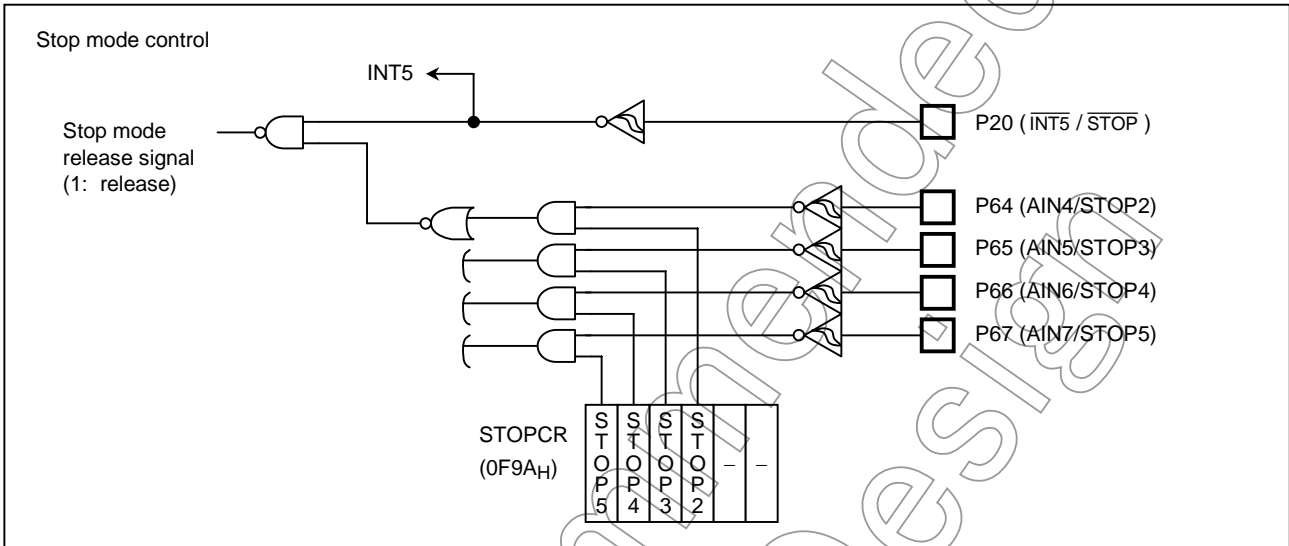 Stop mode control
INT5
Stop mode
release signal
(1: release)
P20 (INT5 / STOP )
P64 (AIN4/STOP2)
P65 (AIN5/STOP3)
P66 (AIN6/STOP4)
P67 (AIN7/STOP5)
STOPCR
(0F9AH)
STOP5
STOP4
STOP3
STOP2
–
–